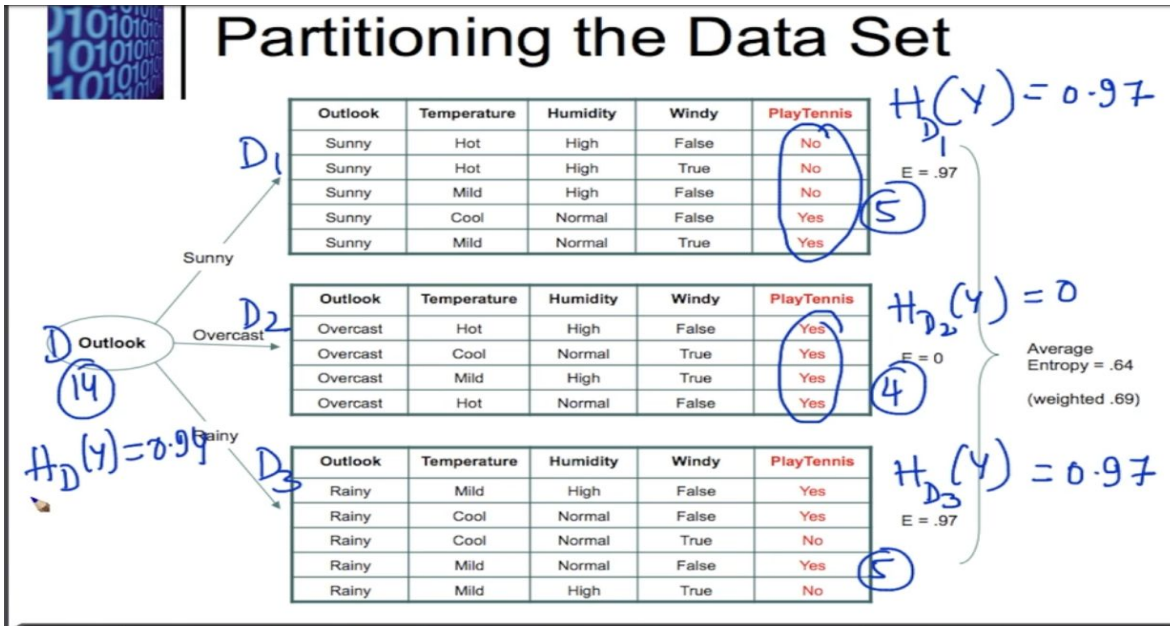 Partitioning the Data Set
D1
Outlook Temperature Humidity Windy PlayTennis
Sunny Hot High False No
Sunny Hot High True No
Sunny Mild High False No
Sunny Cool Normal False Yes
Sunny Mild Normal True Yes
5
H_D1(Y) = 0.97
E = .97
Sunny
D2
Overcast
Outlook Temperature Humidity Windy PlayTennis
Overcast Hot High False Yes
Overcast Cool Normal True Yes
Overcast Mild High True Yes
Overcast Hot Normal False Yes
4
H_D2(Y) = 0
E = 0
D Outlook
14
Average
Entropy = .64
(weighted .69)
H_D(Y) = 0.94
Rainy
D3
Outlook Temperature Humidity Windy PlayTennis
Rainy Mild High False Yes
Rainy Cool Normal False Yes
Rainy Cool Normal True No
Rainy Mild Normal False Yes
Rainy Mild High True No
5
H_D3(Y) = 0.97
E = .97